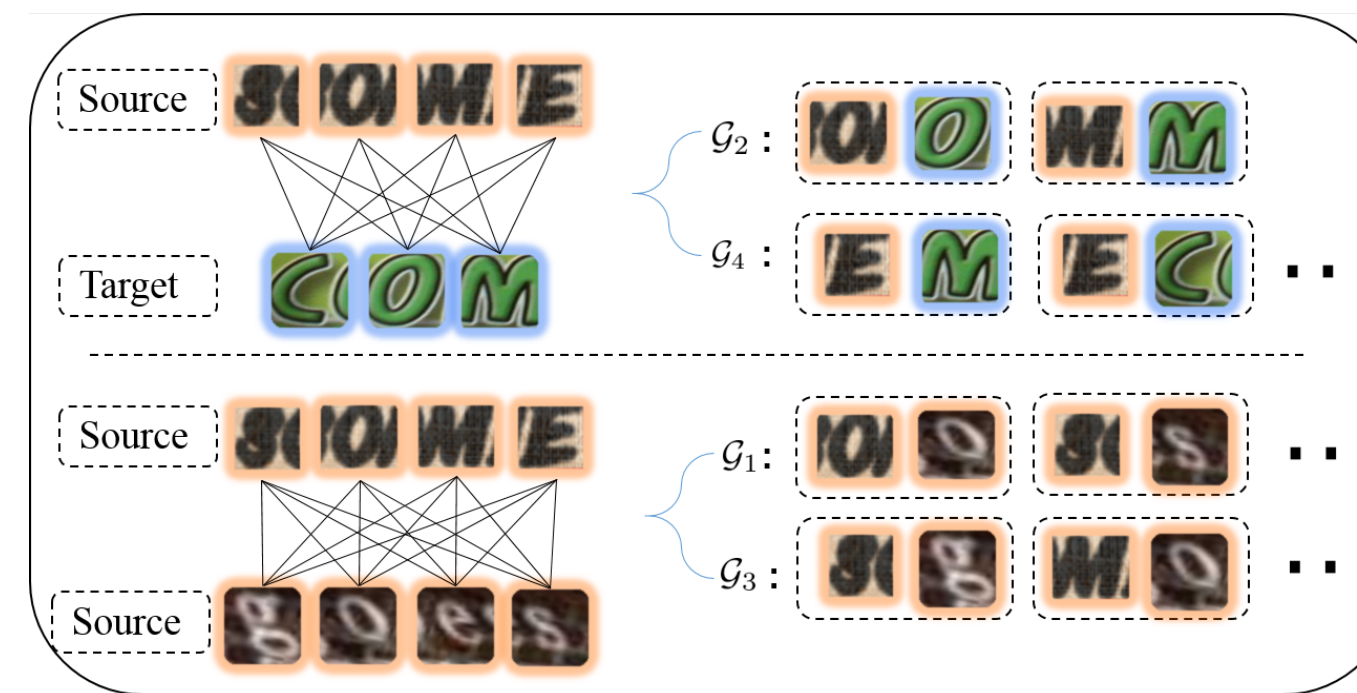 Source S O M E
𝒢₂ : O O M M
Target C O M
𝒢₄ : E M E C . .
Source S O M E
𝒢₁: O o S s . .
𝒢₃ : S g M o . .
Source g o e s